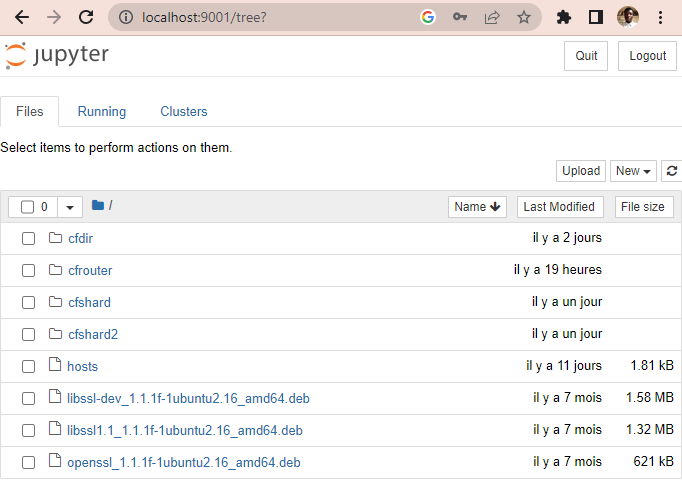 localhost:9001/tree?
jupyter
Quit Logout
Files Running Clusters
Select items to perform actions on them.
Upload New
0 / Name Last Modified File size
cfdir il y a 2 jours
cfrouter il y a 19 heures
cfshard il y a un jour
cfshard2 il y a un jour
hosts il y a 11 jours 1.81 kB
libssl-dev_1.1.1f-1ubuntu2.16_amd64.deb il y a 7 mois 1.58 MB
libssl1.1_1.1.1f-1ubuntu2.16_amd64.deb il y a 7 mois 1.32 MB
openssl_1.1.1f-1ubuntu2.16_amd64.deb il y a 7 mois 621 kB